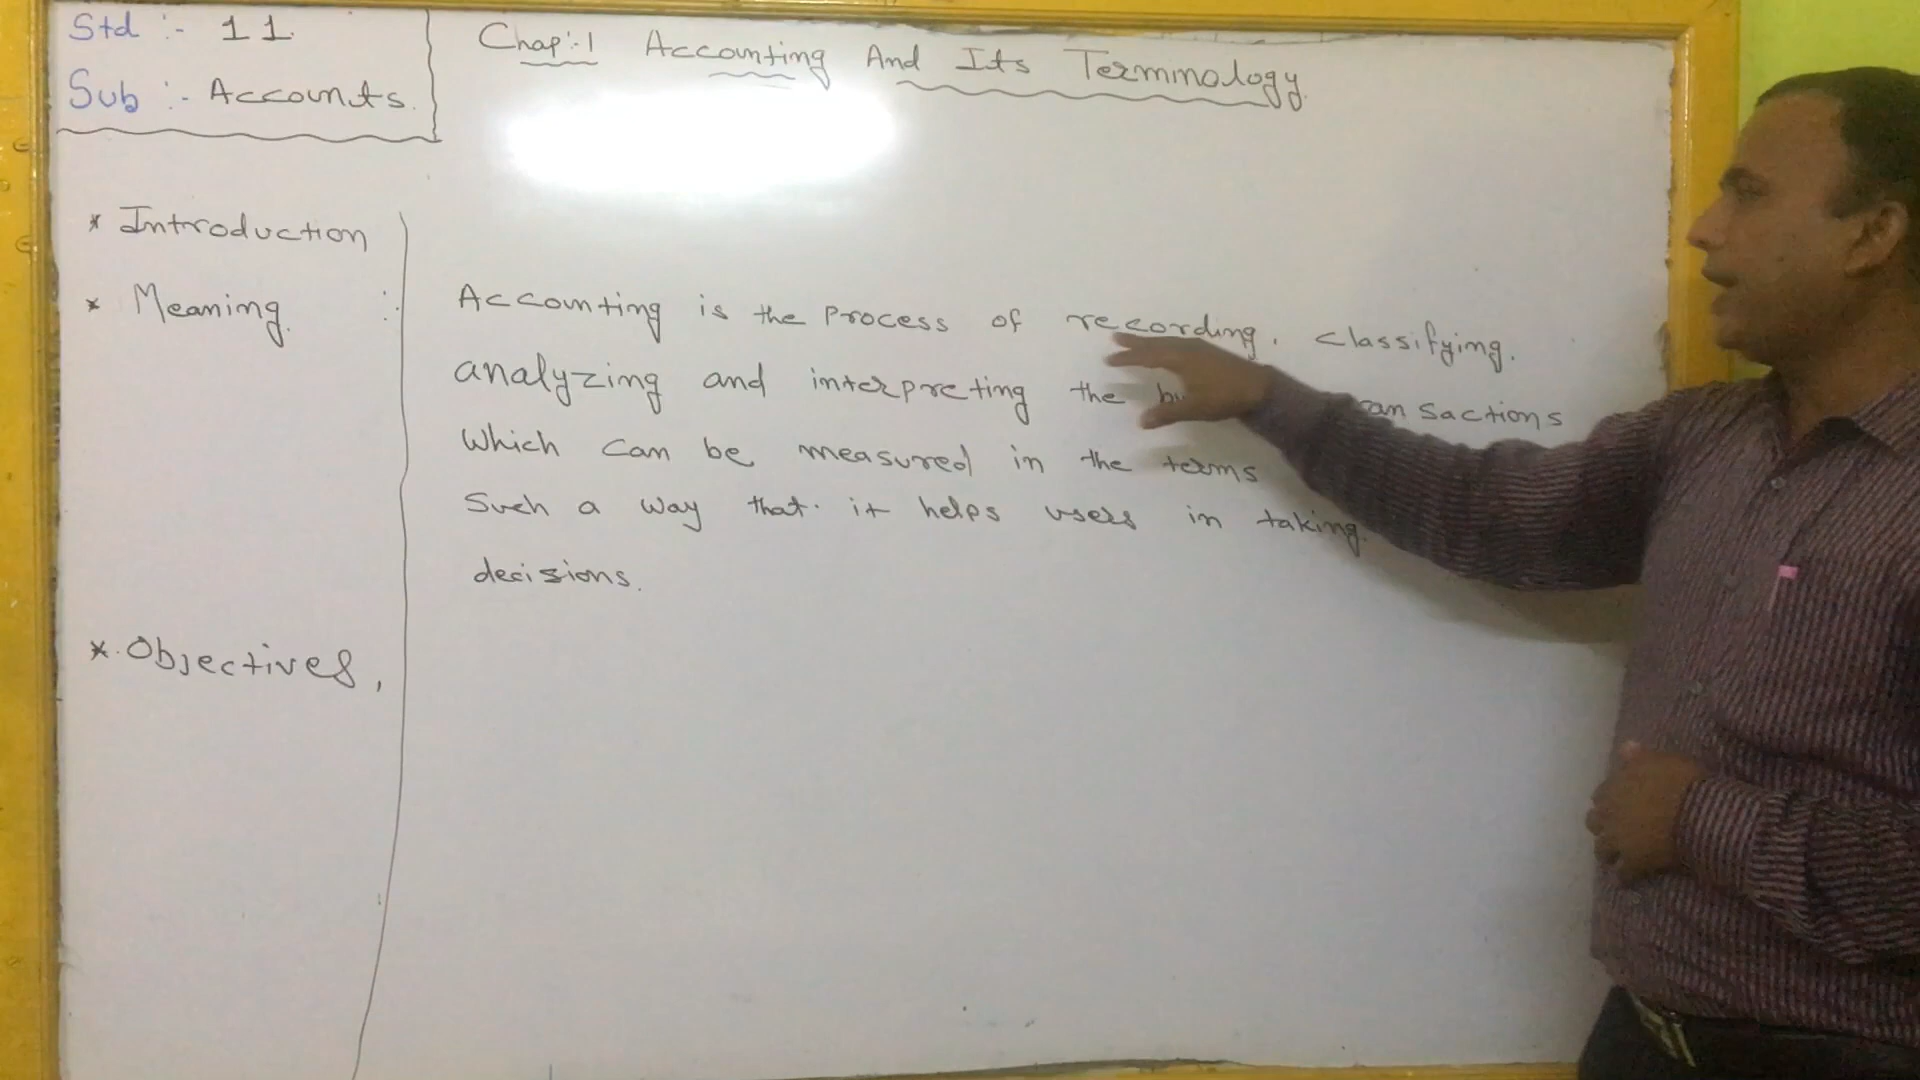 Std :- 11.
Sub :- Accounts.
Chap:-1 Accounting And Its Terminology.
* Introduction
* Meaning. :- Accounting is the process of recording, classifying.
analyzing and interpreting the transactions
Which can be measured in the terms
Such a way that. it helps users in taking.
decisions.
*. Objectives,